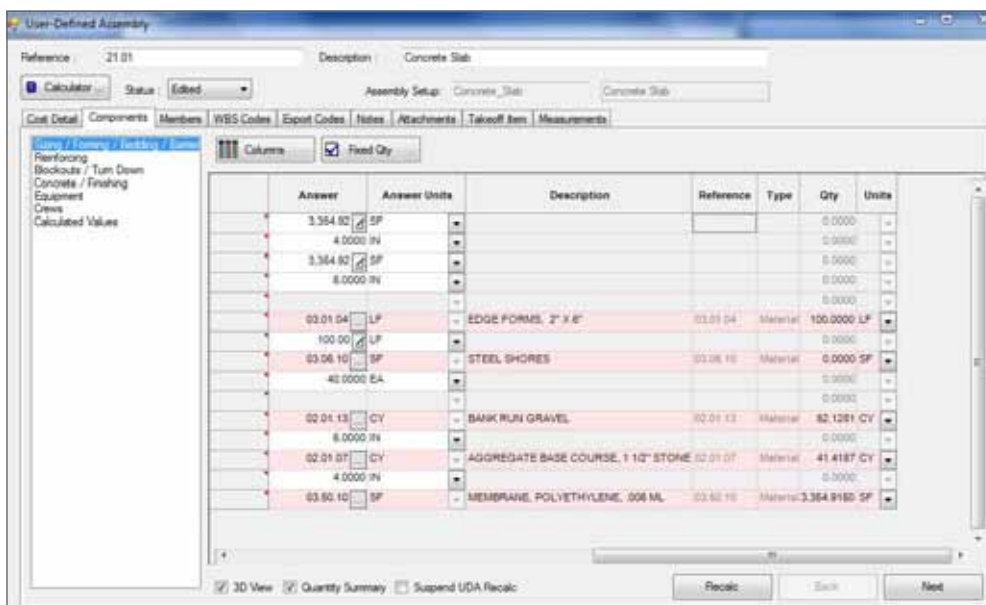 User-Defined Assembly
Reference : 21.01 Description : Concrete Slab
Calculator ... Status : Edited Assembly Setup: Concrete_Slab Concrete Slab
Cost Detail Components Members WBS Codes Export Codes Notes Attachments Takeoff Item Measurements
Sizing / Forming / Bedding / Barrier
Reinforcing
Blockouts / Turn Down
Concrete / Finishing
Equipment
Crews
Calculated Values
Columns Fixed Qty
Answer Answer Units Description Reference Type Qty Units
3,364.92 SF 0.0000
4.0000 IN 0.0000
3,364.92 SF 0.0000
6.0000 IN 0.0000
0.0000
03.01.04 ... LF EDGE FORMS, 2" X 6" 03.01.04 Material 100.0000 LF
100.00 LF 0.0000
03.06.10 ... SF STEEL SHORES 03.06.10 Material 0.0000 SF
40.0000 EA 0.0000
0.0000
02.01.13 ... CY BANK RUN GRAVEL 02.01.13 Material 62.1281 CY
6.0000 IN 0.0000
02.01.07 ... CY AGGREGATE BASE COURSE, 1 1/2" STONE 02.01.07 Material 41.4187 CY
4.0000 IN 0.0000
03.50.10 ... SF MEMBRANE, POLYETHYLENE, .006 ML 03.50.10 Material 3,364.9160 SF
3D View Quantity Summary Suspend UDA Recalc Recalc Back Next